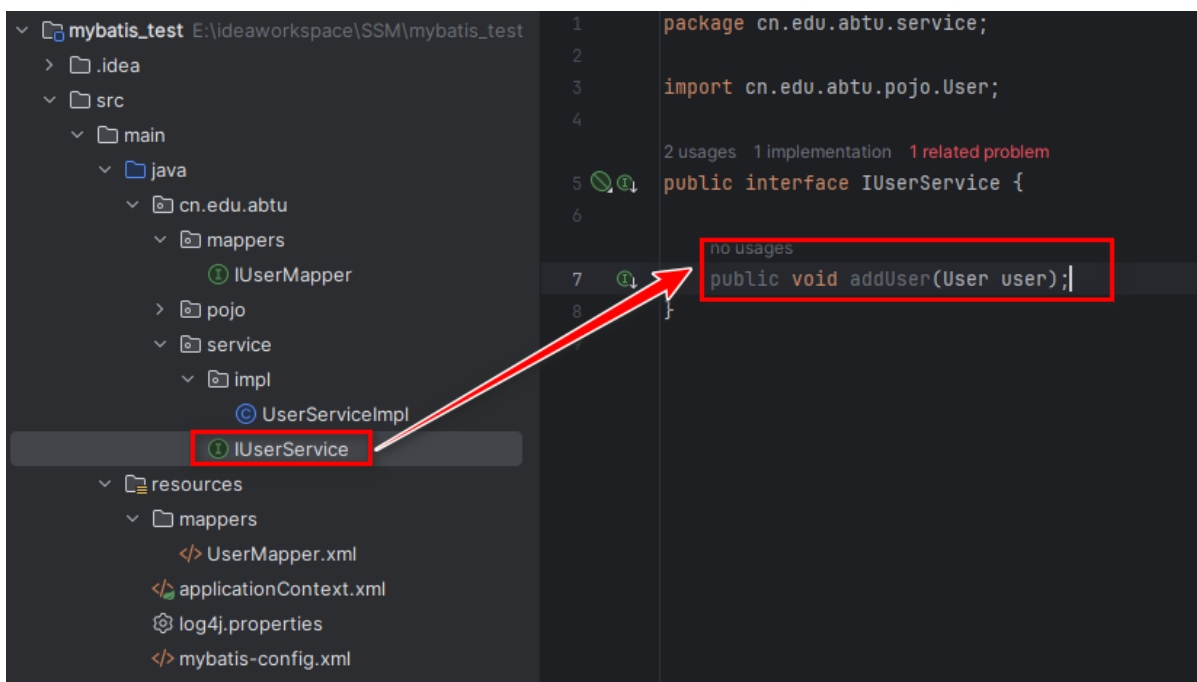 mybatis_test E:\ideaworkspace\SSM\mybatis_test
.idea
src
main
java
cn.edu.abtu
mappers
IUserMapper
pojo
service
impl
UserServiceImpl
IUserService
resources
mappers
UserMapper.xml
applicationContext.xml
log4j.properties
mybatis-config.xml
1 package cn.edu.abtu.service;
2
3 import cn.edu.abtu.pojo.User;
4
2 usages 1 implementation 1 related problem
5 public interface IUserService {
6
no usages
7 public void addUser(User user);
8 }